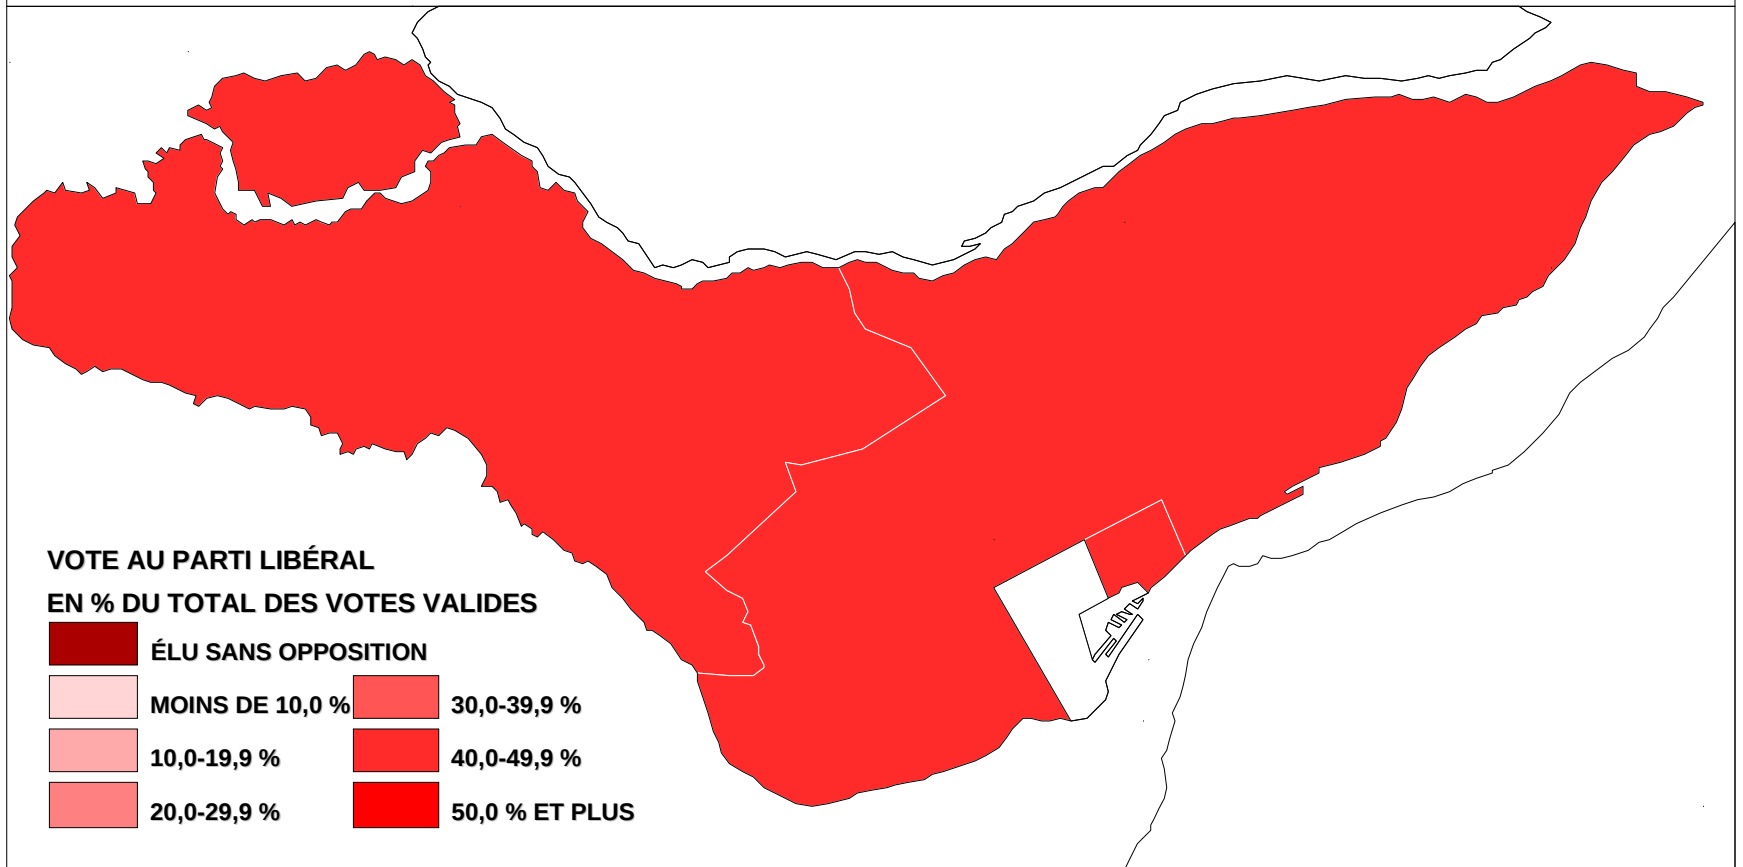 VOTE AU PARTI LIBÉRAL
EN % DU TOTAL DES VOTES VALIDES
ÉLU SANS OPPOSITION
MOINS DE 10,0 %
10,0-19,9 %
20,0-29,9 %
30,0-39,9 %
40,0-49,9 %
50,0 % ET PLUS